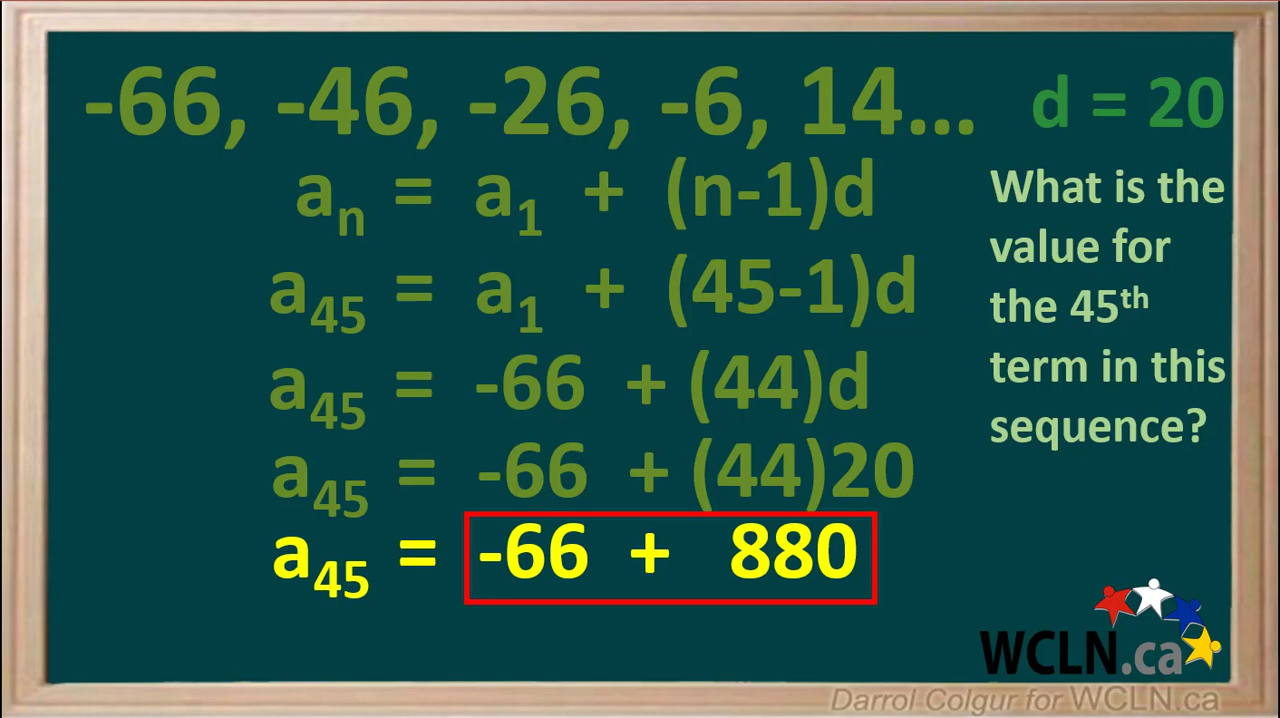 -66, -46, -26, -6, 14...
d = 20
aₙ = a₁ + (n-1)d
a₄₅ = a₁ + (45-1)d
a₄₅ = -66 + (44)d
a₄₅ = -66 + (44)20
a₄₅ = -66 + 880
What is the
value for
the 45ᵗʰ
term in this
sequence?
WCLN.ca
Darrol Colgur for WCLN.ca